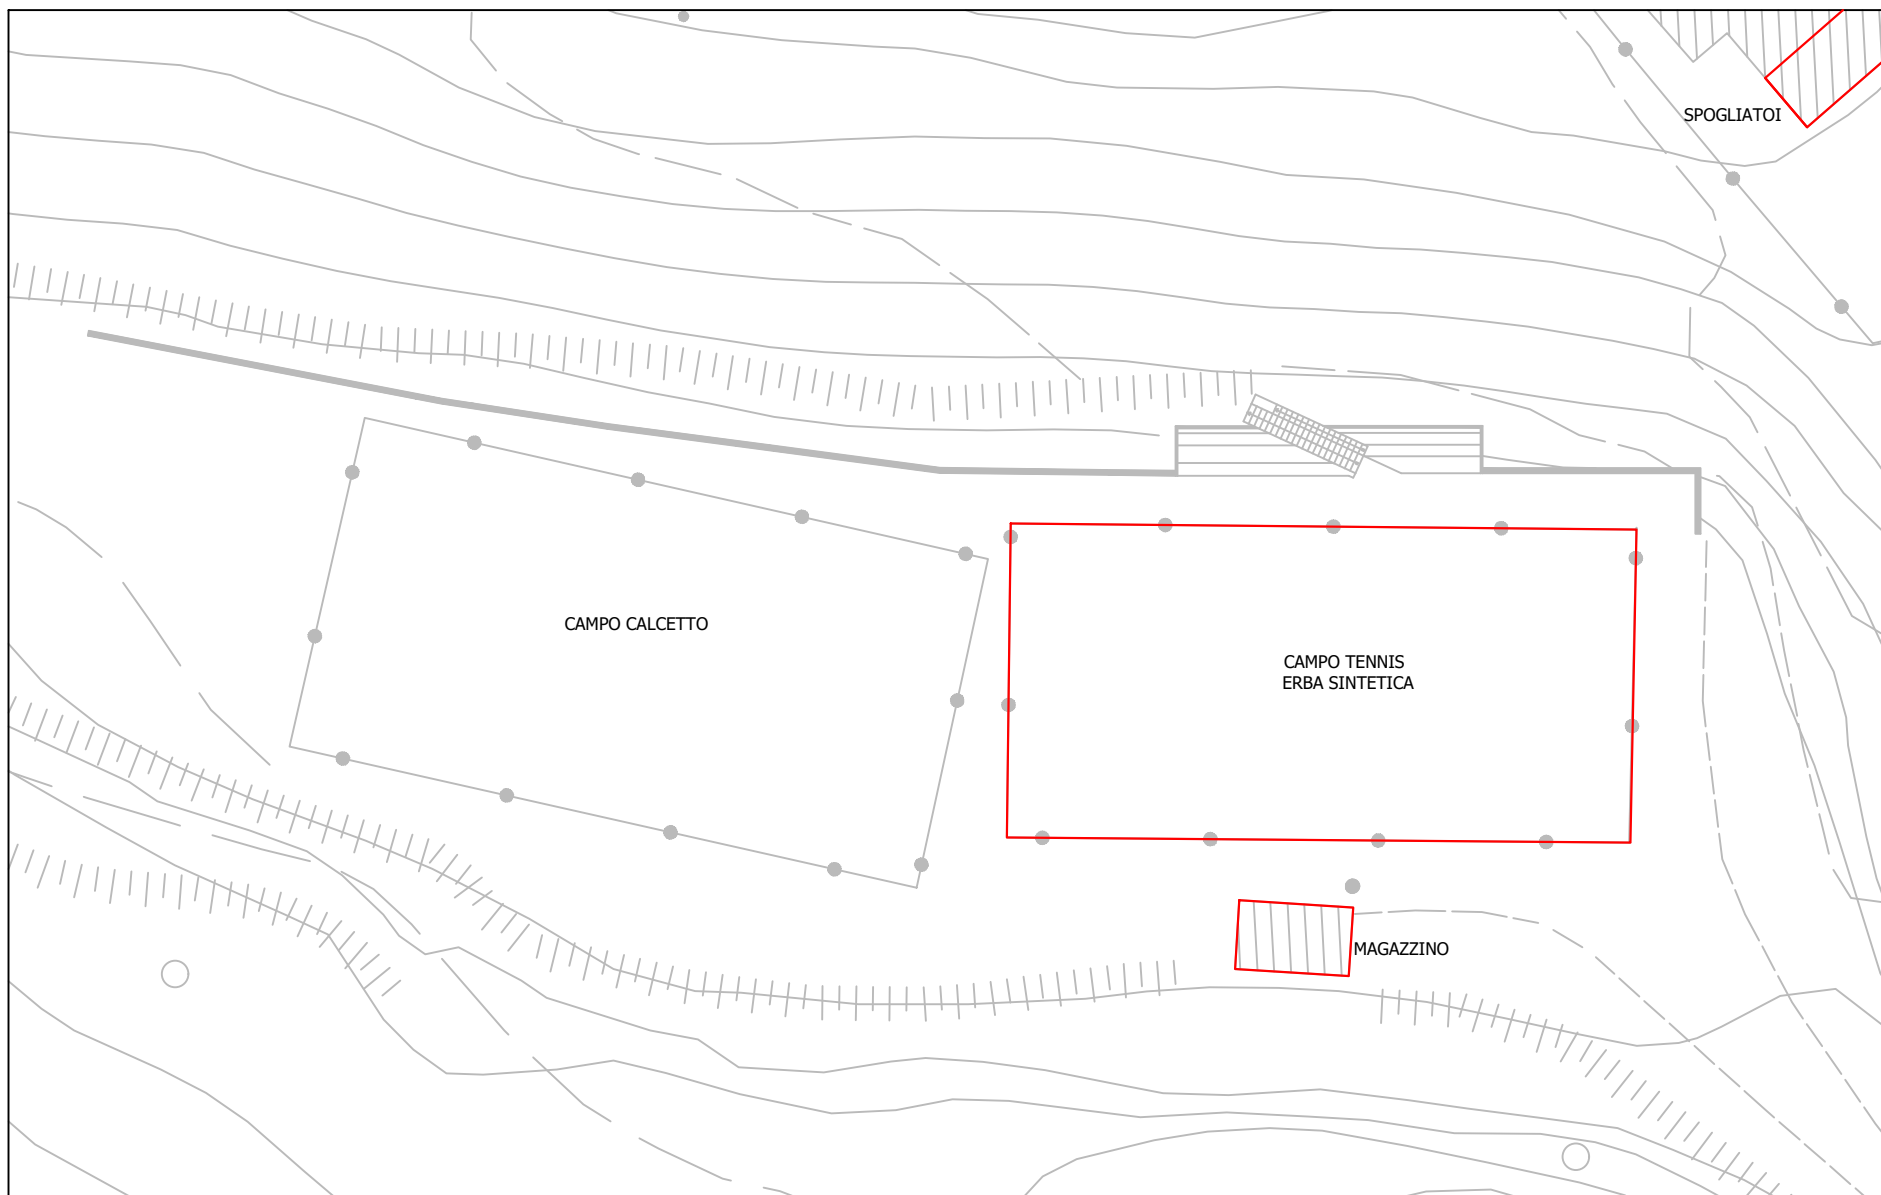 SPOGLIATOI
CAMPO CALCETTO
CAMPO TENNIS
ERBA SINTETICA
MAGAZZINO